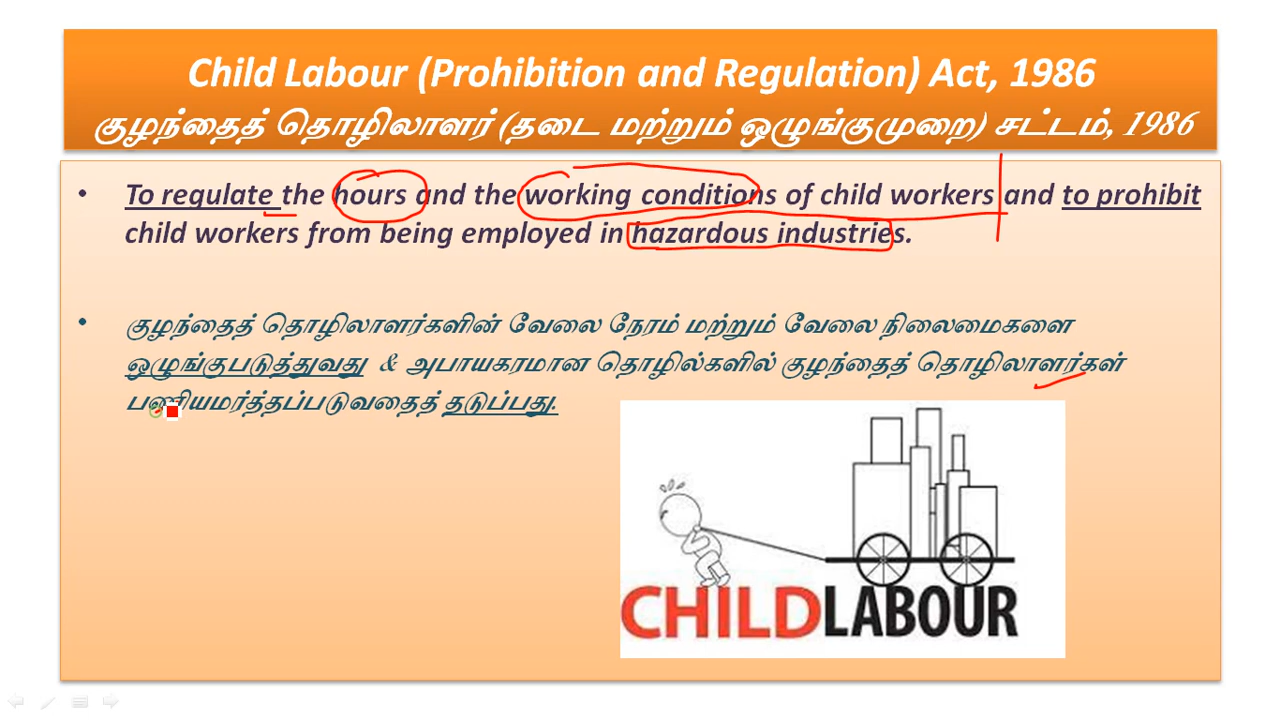 Child Labour (Prohibition and Regulation) Act, 1986
குழந்தைத் தொழிலாளர் (தடை மற்றும் ஒழுங்குமுறை) சட்டம், 1986
• To regulate the hours and the working conditions of child workers and to prohibit
child workers from being employed in hazardous industries.
• குழந்தைத் தொழிலாளர்களின் வேலை நேரம் மற்றும் வேலை நிலைமைகளை
ஒழுங்குபடுத்துவது & அபாயகரமான தொழில்களில் குழந்தைத் தொழிலாளர்கள்
பணியமர்த்தப்படுவதைத் தடுப்பது.
CHILDLABOUR